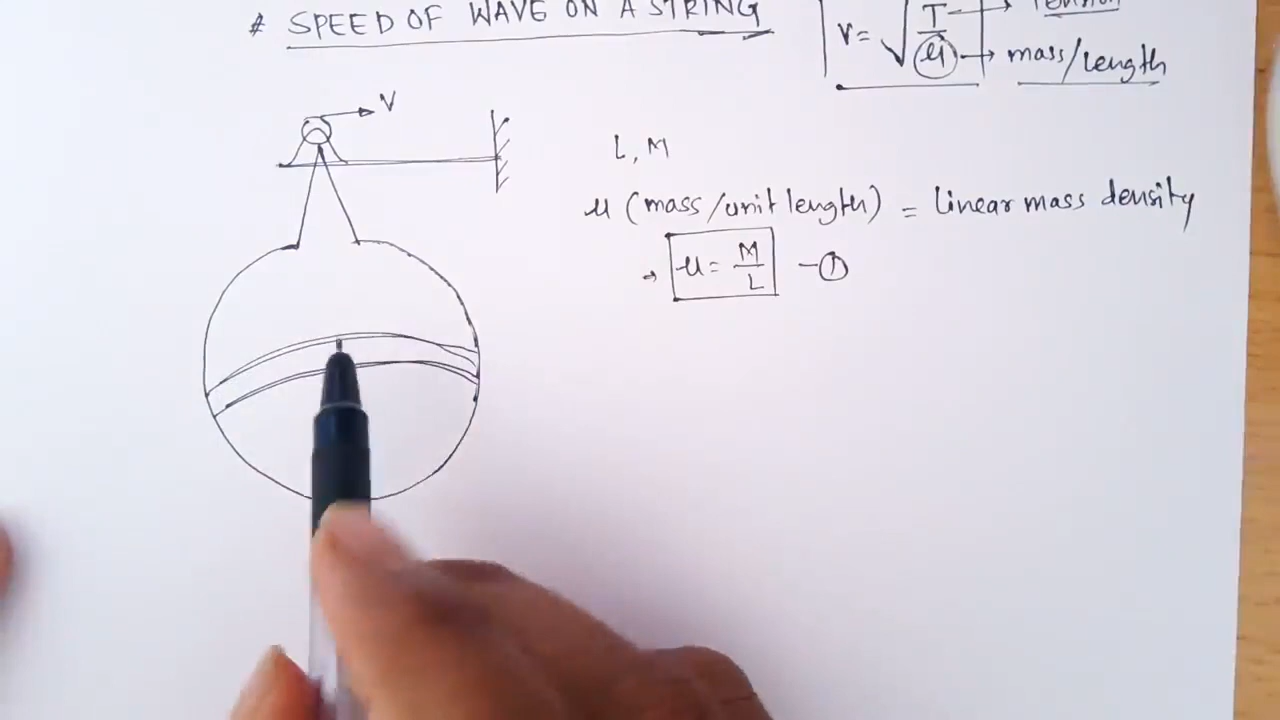 # SPEED OF WAVE ON A STRING
V = √T/μ → Tension
→ mass/length
V
L, M
μ (mass/unit length) = linear mass density
→ μ = M/L - ①